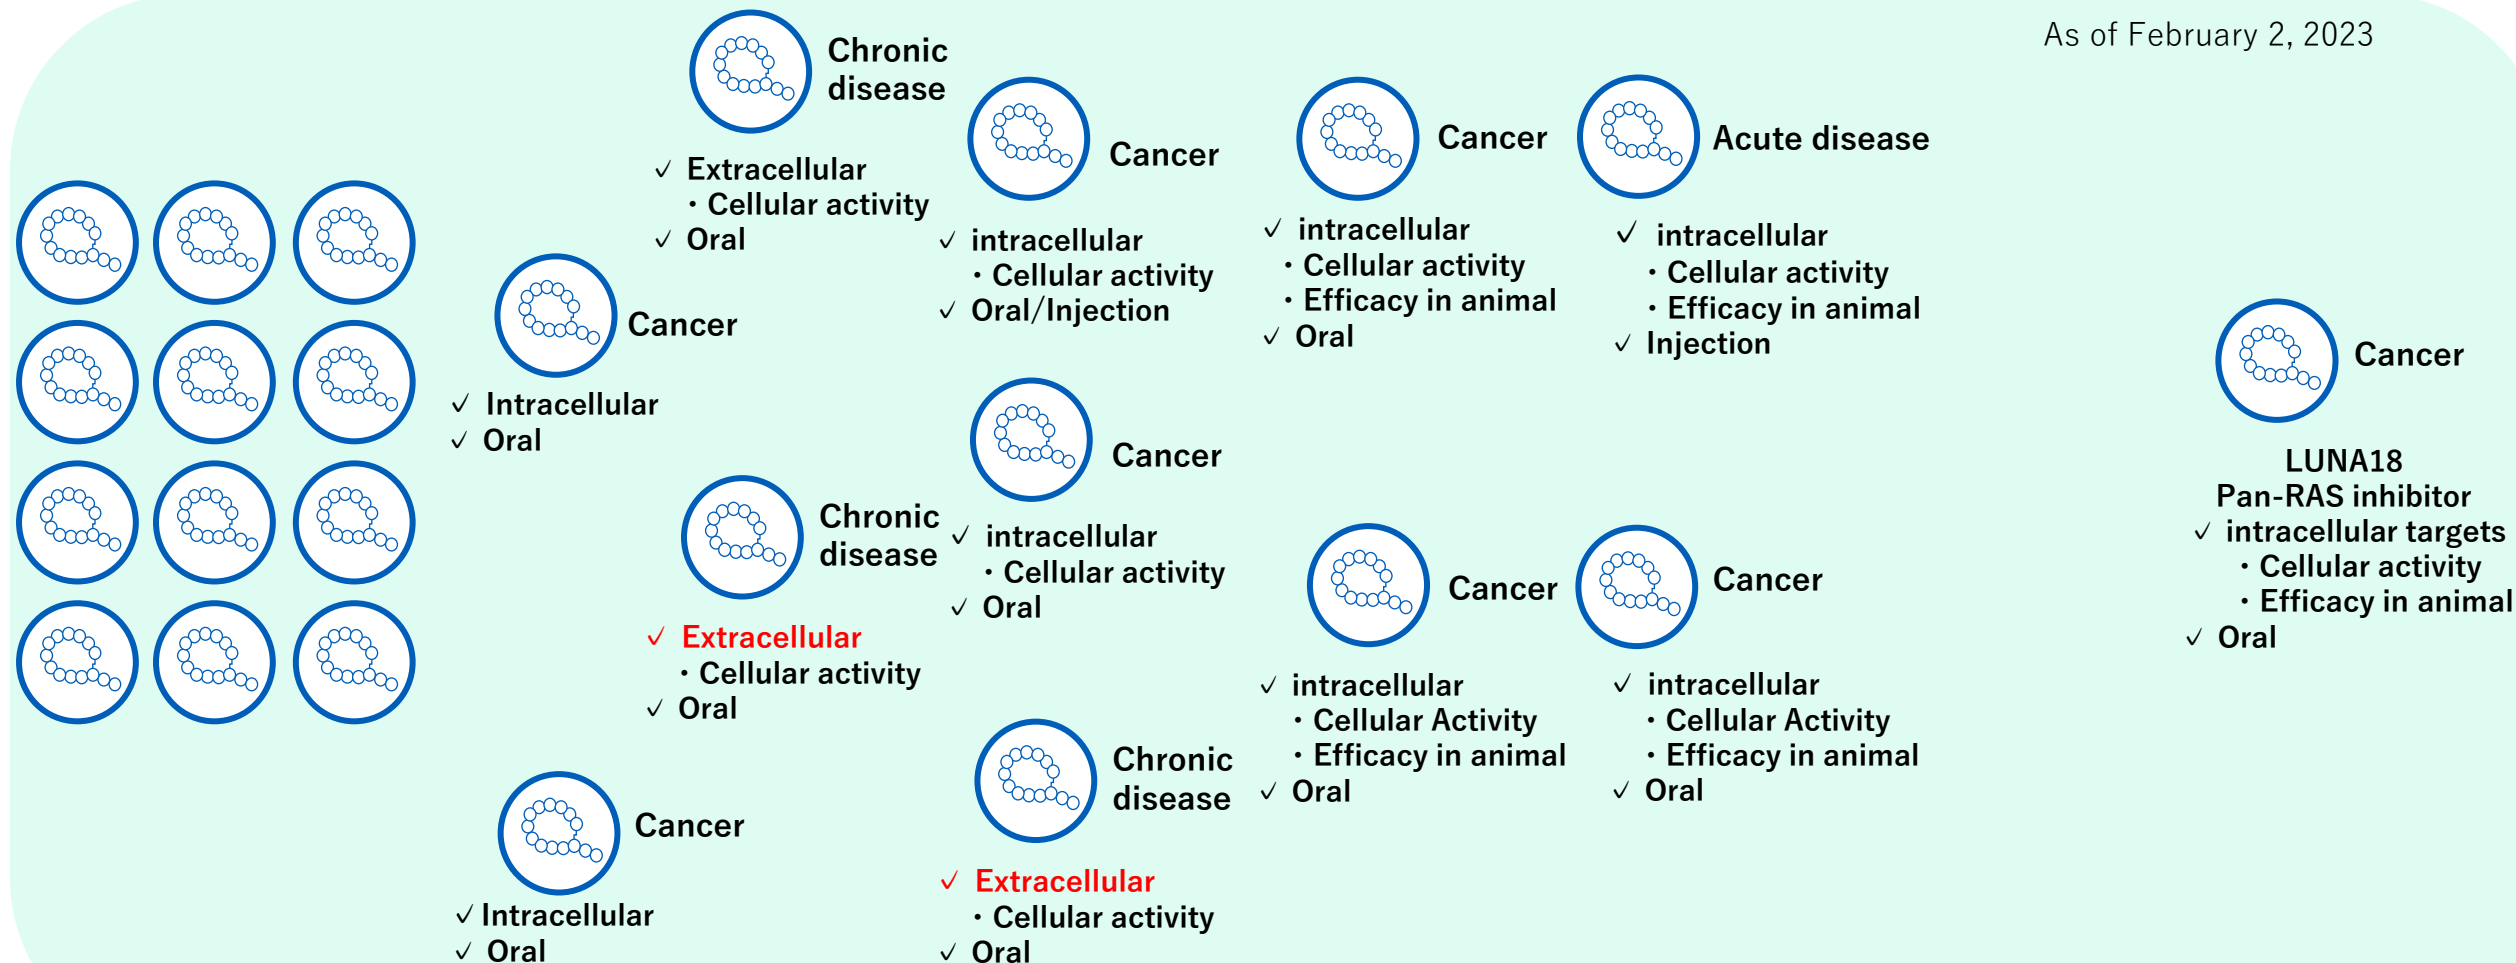 As of February 2, 2023
Chronic
disease
✓ Extracellular
・Cellular activity
✓ Oral
Cancer
✓ Intracellular
✓ Oral
Chronic
disease
✓ Extracellular
・Cellular activity
✓ Oral
Cancer
✓ Intracellular
✓ Oral
Cancer
✓ intracellular
・Cellular activity
✓ Oral/Injection
Cancer
✓ intracellular
・Cellular activity
✓ Oral
Chronic
disease
✓ Extracellular
・Cellular activity
✓ Oral
Cancer
✓ intracellular
・Cellular activity
・Efficacy in animal
✓ Oral
Cancer
✓ intracellular
・Cellular Activity
・Efficacy in animal
✓ Oral
Acute disease
✓ intracellular
・Cellular activity
・Efficacy in animal
✓ Injection
Cancer
✓ intracellular
・Cellular Activity
・Efficacy in animal
✓ Oral
Cancer
LUNA18
Pan-RAS inhibitor
✓ intracellular targets
・Cellular activity
・Efficacy in animal
✓ Oral